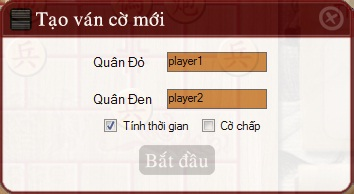 Tạo ván cờ mới
Quân Đỏ player1
Quân Đen player2
Tính thời gian Cờ chấp
Bắt đầu